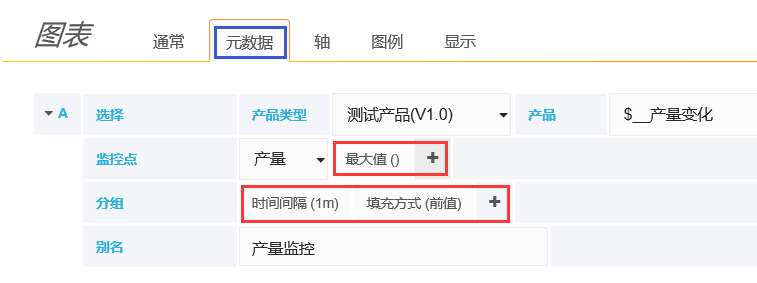 图表 通常 元数据 轴 图例 显示
A 选择 产品类型 测试产品(V1.0) 产品 $__产量变化
监控点 产量 最大值 () +
分组 时间间隔 (1m) 填充方式 (前值) +
别名 产量监控